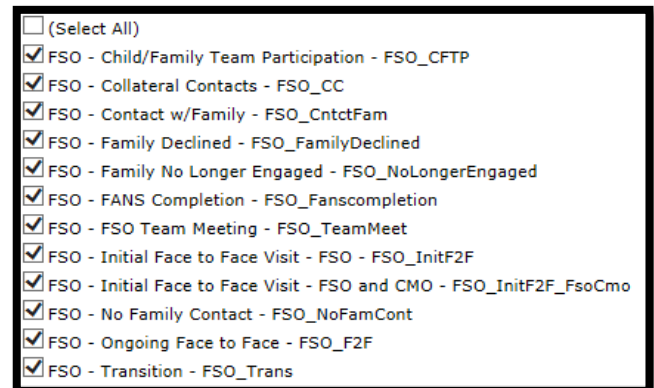 (Select All)
FSO - Child/Family Team Participation - FSO_CFTP
FSO - Collateral Contacts - FSO_CC
FSO - Contact w/Family - FSO_CntctFam
FSO - Family Declined - FSO_FamilyDeclined
FSO - Family No Longer Engaged - FSO_NoLongerEngaged
FSO - FANS Completion - FSO_Fanscompletion
FSO - FSO Team Meeting - FSO_TeamMeet
FSO - Initial Face to Face Visit - FSO - FSO_InitF2F
FSO - Initial Face to Face Visit - FSO and CMO - FSO_InitF2F_FsoCmo
FSO - No Family Contact - FSO_NoFamCont
FSO - Ongoing Face to Face - FSO_F2F
FSO - Transition - FSO_Trans